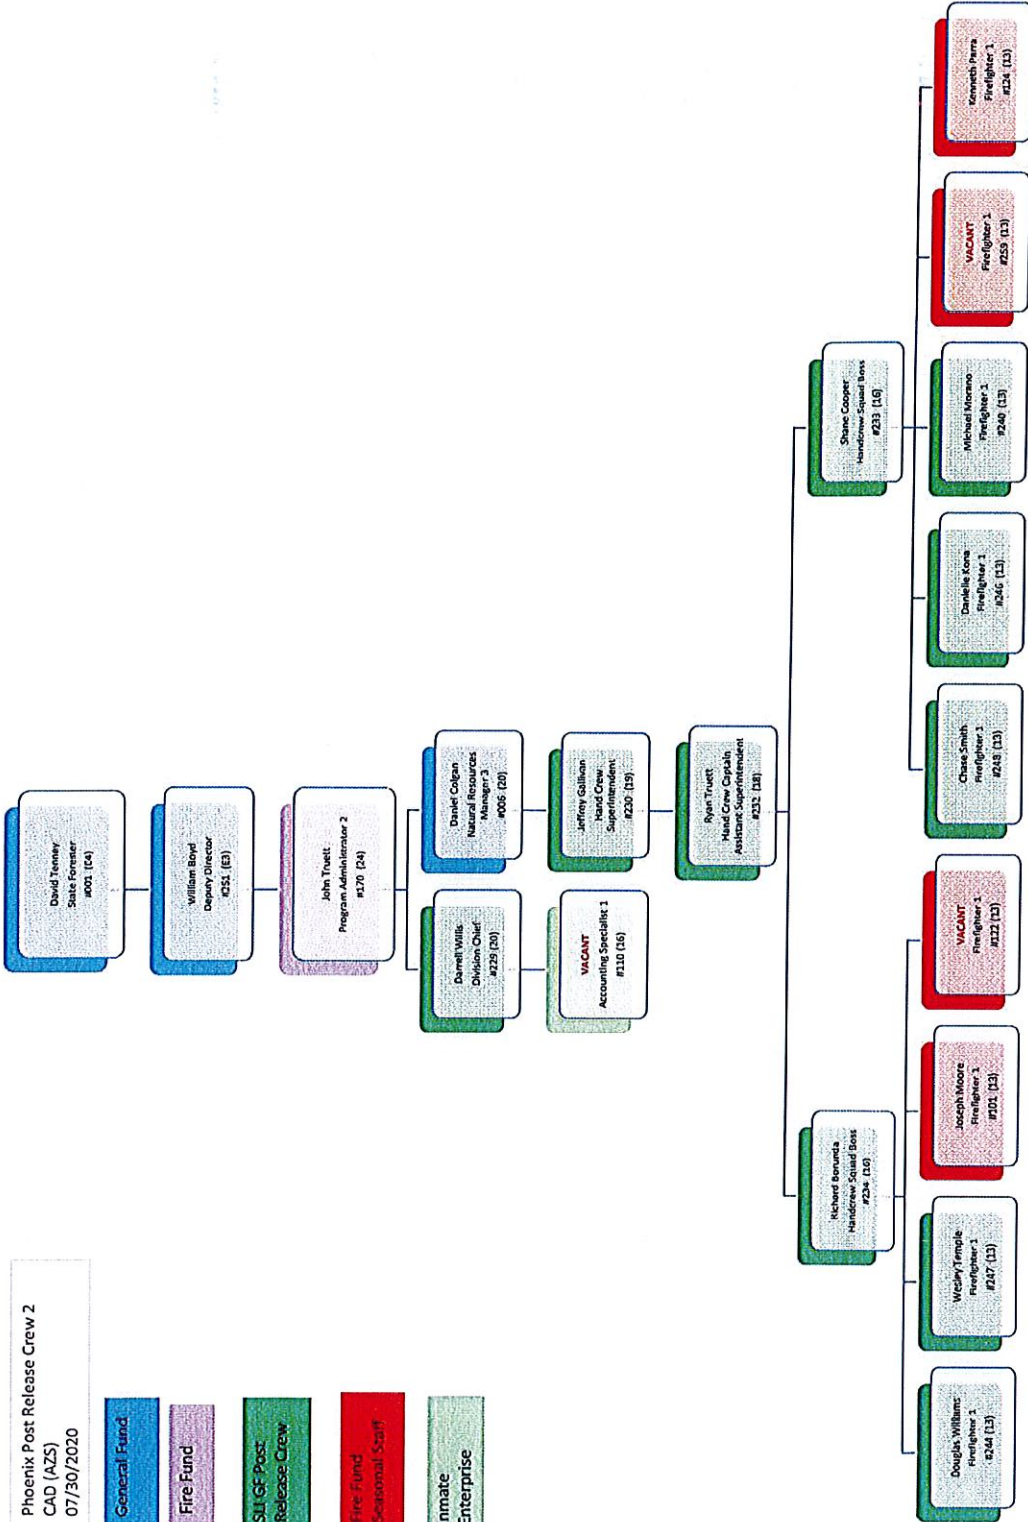 Phoenix Post Release Crew 2
CAD (AZS)
07/30/2020
General Fund
Fire Fund
SLI GF Post
Release Crew
Fire Fund
Seasonal Staff
nmate
Enterprise
David Tenney
State Forester
#001 (E4)
William Boyd
Deputy Director
#251 (E3)
John Truett
Program Administrator 2
#170 (24)
Darrell Wills
Division Chief
#229 (20)
VACANT
Accounting Specialist 1
#110 (16)
Daniel Colgan
Natural Resources
Manager 3
#006 (20)
Jeffrey Gallivan
Hand Crew
Superintendent
#230 (19)
Ryan Truett
Hand Crew Captain
Assistant Superintendent
#232 (18)
Richard Borunda
Handcrew Squad Boss
#234 (16)
Shane Cooper
Handcrew Squad Boss
#233 (16)
Douglas Williams
Firefighter 1
#244 (13)
Wesley Temple
Firefighter 1
#247 (13)
Joseph Moore
Firefighter 1
#101 (13)
VACANT
Firefighter 1
#122 (13)
Chase Smith
Firefighter 1
#248 (13)
Danielle Kona
Firefighter 1
#246 (13)
Michael Morano
Firefighter 1
#240 (13)
VACANT
Firefighter 1
#259 (13)
Kenneth Parra
Firefighter 1
#124 (13)